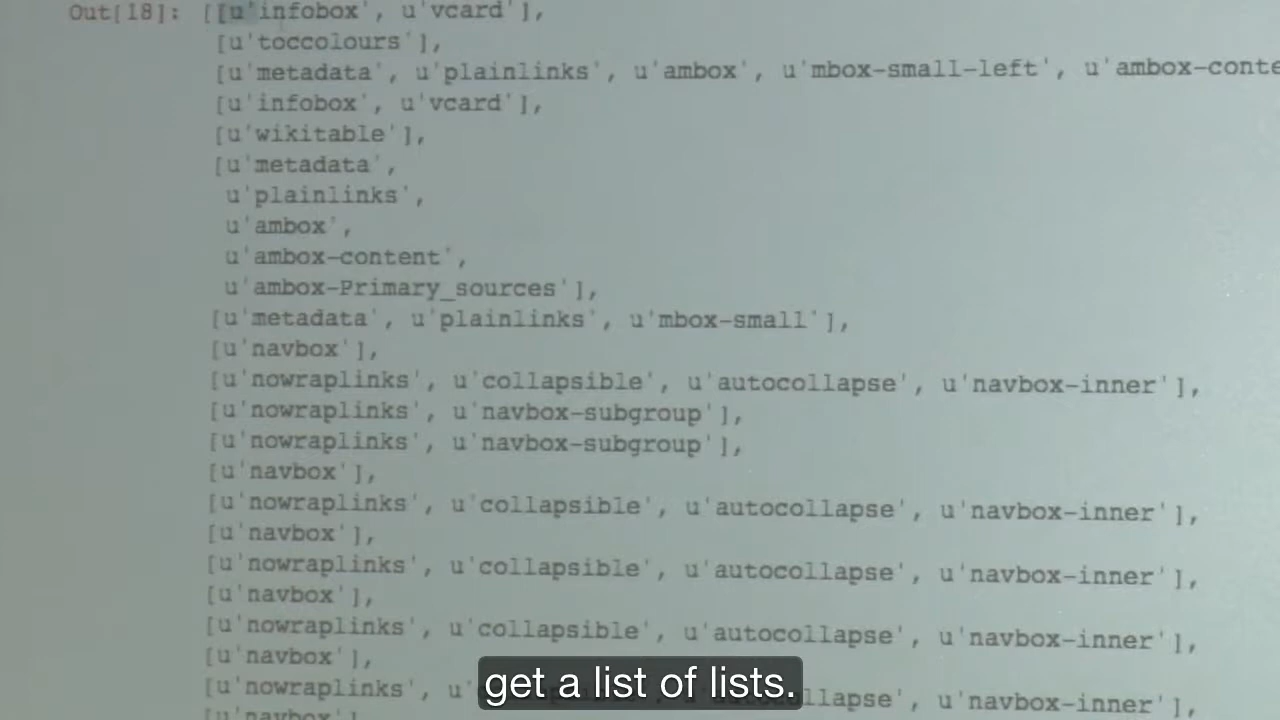 Out[18]: [[u'infobox', u'vcard'],
[u'toccolours'],
[u'metadata', u'plainlinks', u'ambox', u'mbox-small-left', u'ambox-conte
[u'infobox', u'vcard'],
[u'wikitable'],
[u'metadata',
u'plainlinks',
u'ambox',
u'ambox-content',
u'ambox-Primary_sources'],
[u'metadata', u'plainlinks', u'mbox-small'],
[u'navbox'],
[u'nowraplinks', u'collapsible', u'autocollapse', u'navbox-inner'],
[u'nowraplinks', u'navbox-subgroup'],
[u'nowraplinks', u'navbox-subgroup'],
[u'navbox'],
[u'nowraplinks', u'collapsible', u'autocollapse', u'navbox-inner'],
[u'navbox'],
[u'nowraplinks', u'collapsible', u'autocollapse', u'navbox-inner'],
[u'navbox'],
[u'nowraplinks', u'collapsible', u'autocollapse', u'navbox-inner'],
[u'navbox'],
[u'nowraplinks', u' autocollapse', u'navbox-inner'],
[u'navbox'],
get a list of lists.